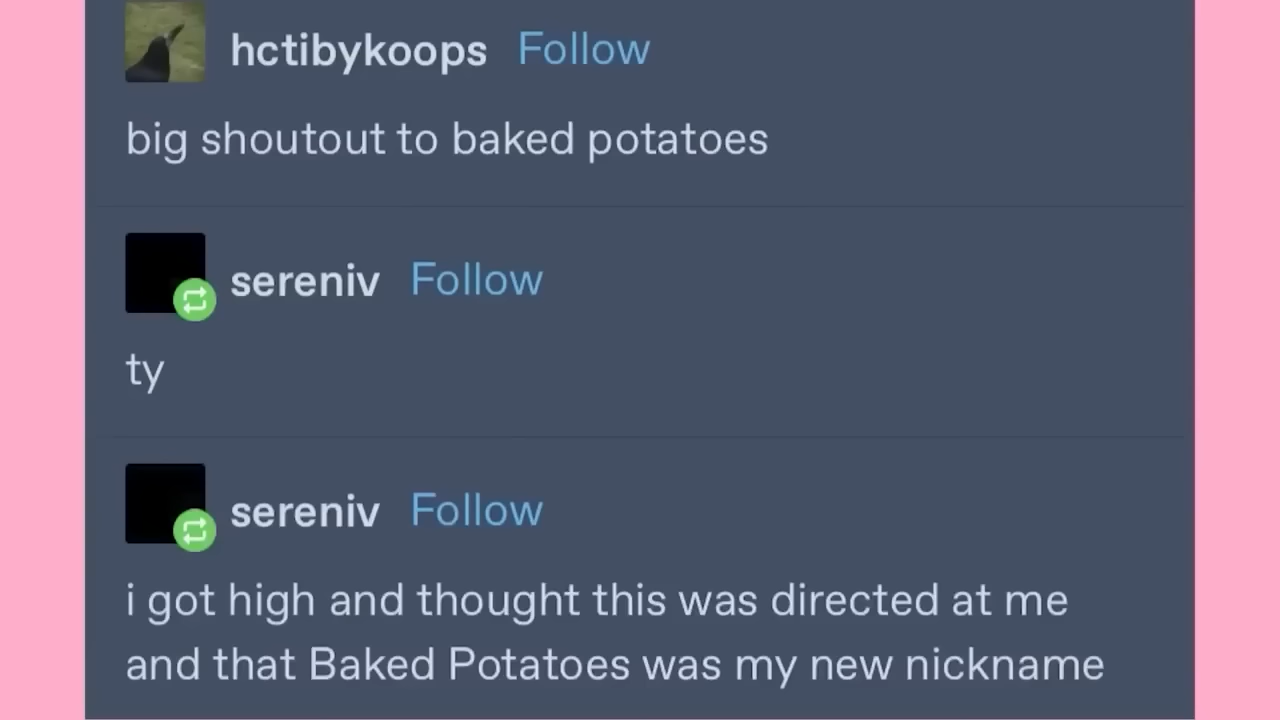 hctibykoops Follow
big shoutout to baked potatoes
sereniv Follow
ty
sereniv Follow
i got high and thought this was directed at me
and that Baked Potatoes was my new nickname